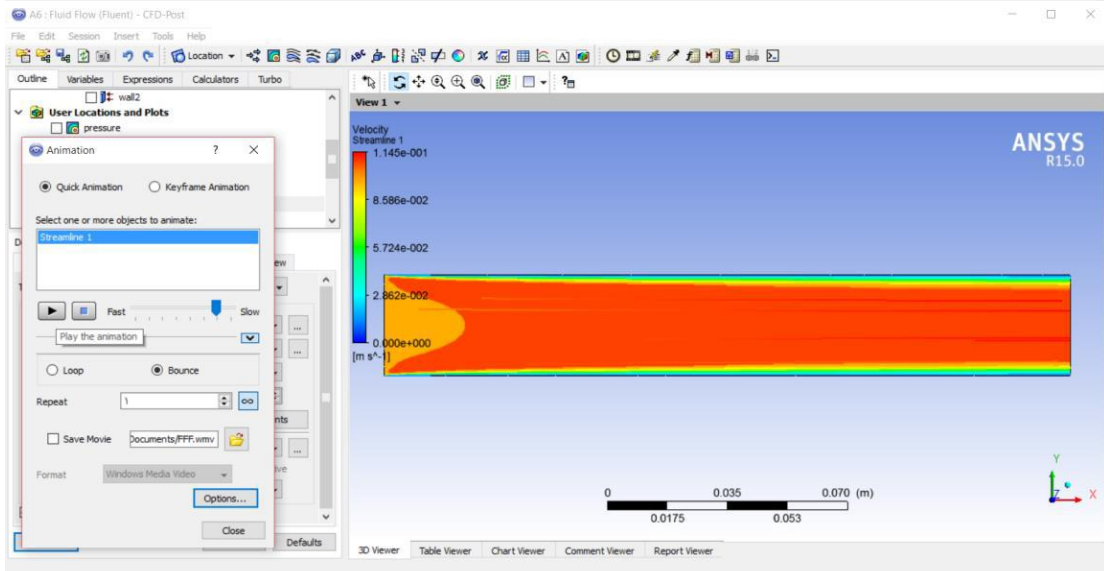 A6 : Fluid Flow (Fluent) - CFD-Post
File Edit Session Insert Tools Help
Location
Outline Variables Expressions Calculators Turbo
wall2
User Locations and Plots
pressure
Animation ? ×
Quick Animation Keyframe Animation
Select one or more objects to animate:
Streamline 1
Fast Slow
Play the animation
Loop Bounce
Repeat 1
Save Movie Documents/FFF.wmv
Format Windows Media Video
Options...
Close
Defaults
View 1
Velocity
Streamline 1
1.145e-001
8.586e-002
5.724e-002
2.862e-002
0.000e+000
[m s^-1]
ANSYS
R15.0
Y
Z X
0 0.035 0.070 (m)
0.0175 0.053
3D Viewer Table Viewer Chart Viewer Comment Viewer Report Viewer